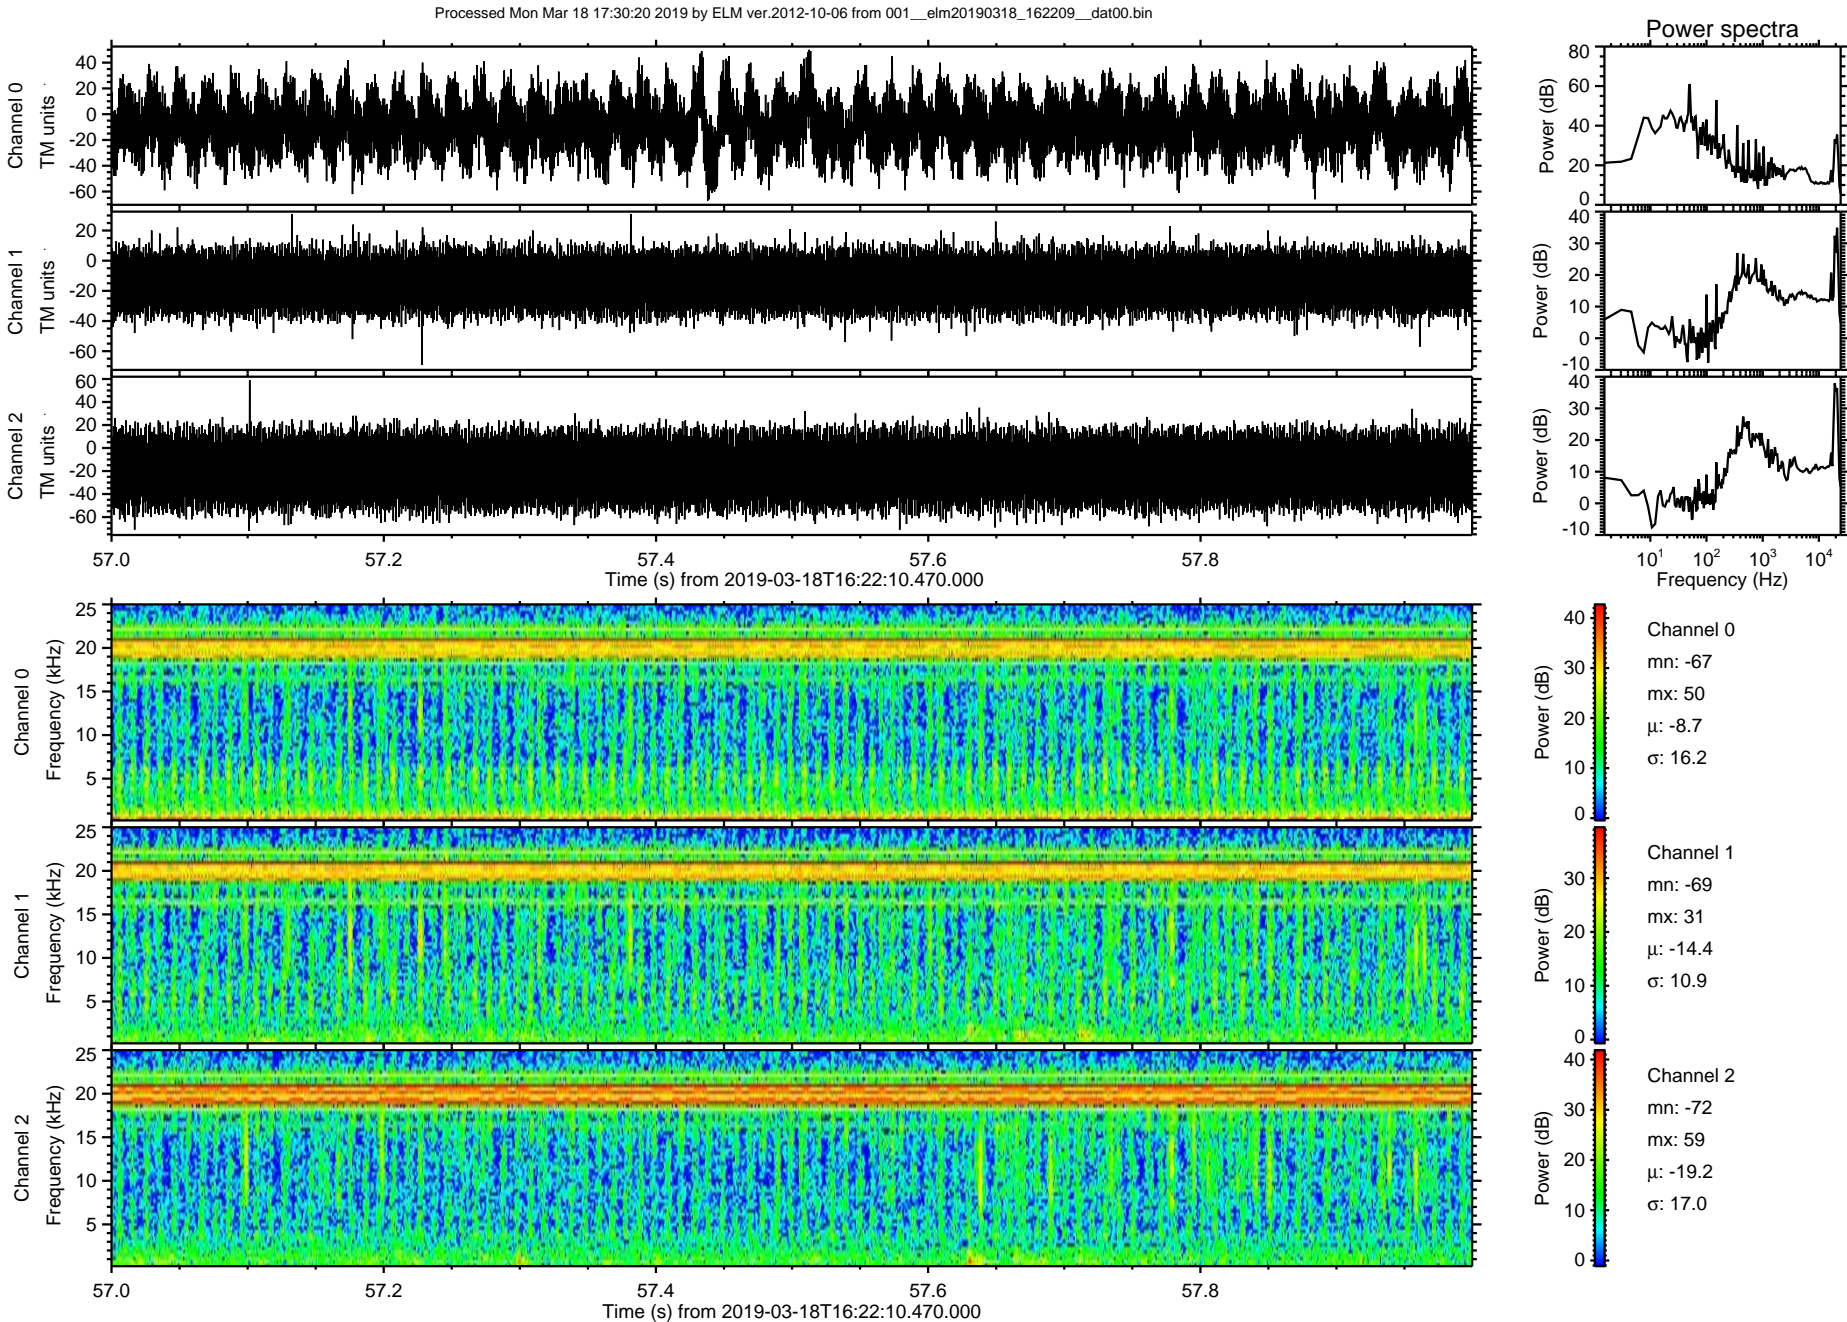 Processed Mon Mar 18 17:30:20 2019 by ELM ver.2012-10-06 from 001__elm20190318_162209__dat00.bin
Power spectra
Channel 0
TM units
40
20
0
-20
-40
-60
Power (dB)
80
60
40
20
0
Channel 1
TM units
20
0
-20
-40
-60
Power (dB)
40
30
20
10
0
-10
Channel 2
TM units
60
40
20
0
-20
-40
-60
Power (dB)
40
30
20
10
0
-10
57.0 57.2 57.4 57.6 57.8
Time (s) from 2019-03-18T16:22:10.470.000
10¹ 10² 10³ 10⁴
Frequency (Hz)
Channel 0
Frequency (kHz)
25
20
15
10
5
Power (dB)
40
30
20
10
0
Channel 0
mn: -67
mx: 50
μ: -8.7
σ: 16.2
Channel 1
Frequency (kHz)
25
20
15
10
5
Power (dB)
30
20
10
0
Channel 1
mn: -69
mx: 31
μ: -14.4
σ: 10.9
Channel 2
Frequency (kHz)
25
20
15
10
5
Power (dB)
40
30
20
10
0
Channel 2
mn: -72
mx: 59
μ: -19.2
σ: 17.0
57.0 57.2 57.4 57.6 57.8
Time (s) from 2019-03-18T16:22:10.470.000